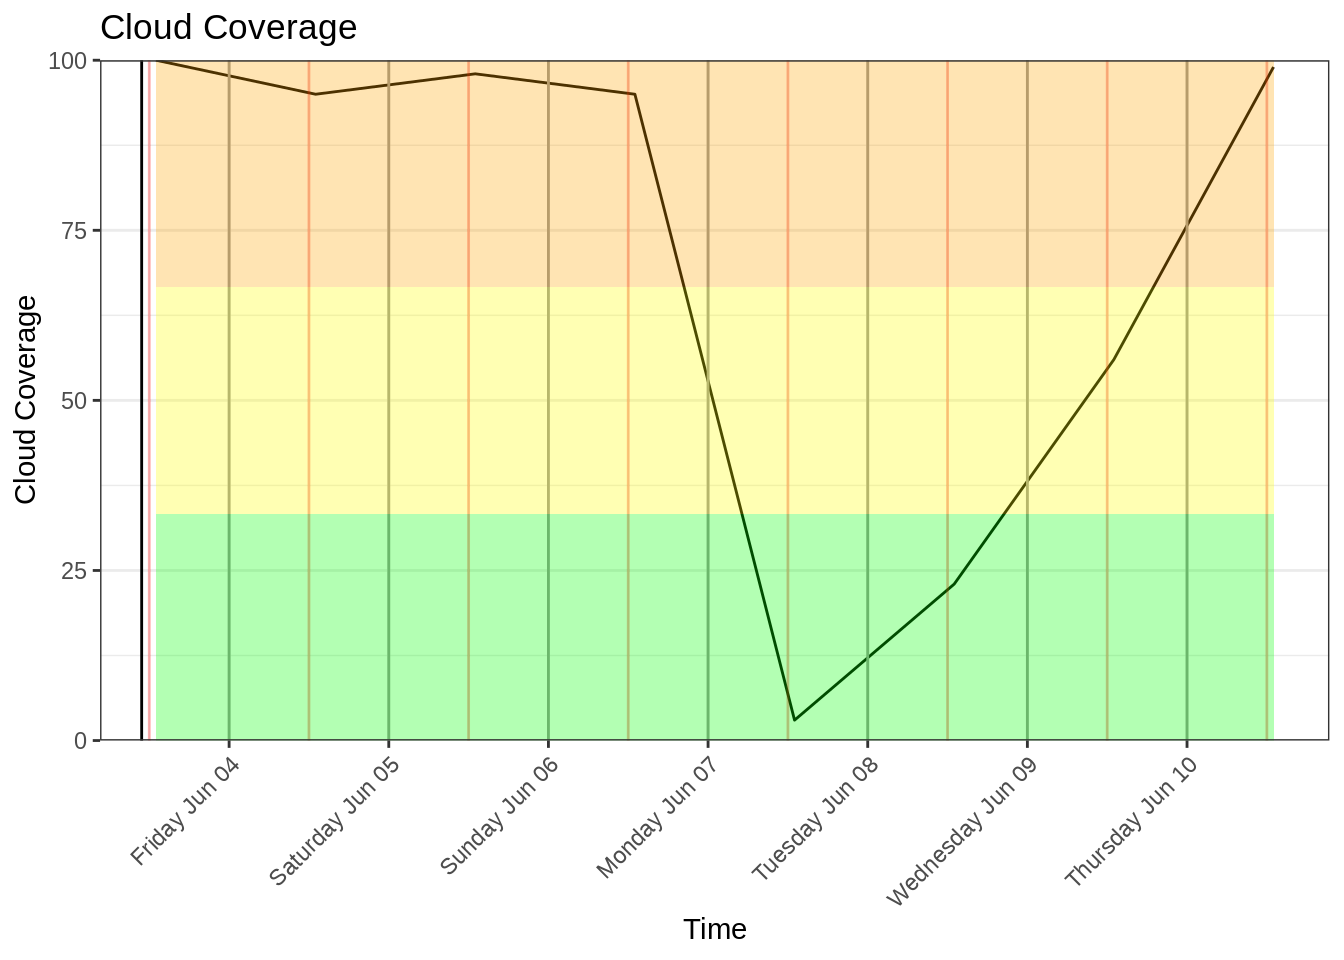 Cloud Coverage
Cloud Coverage
100
75
50
25
0
Friday Jun 04
Saturday Jun 05
Sunday Jun 06
Monday Jun 07
Tuesday Jun 08
Wednesday Jun 09
Thursday Jun 10
Time